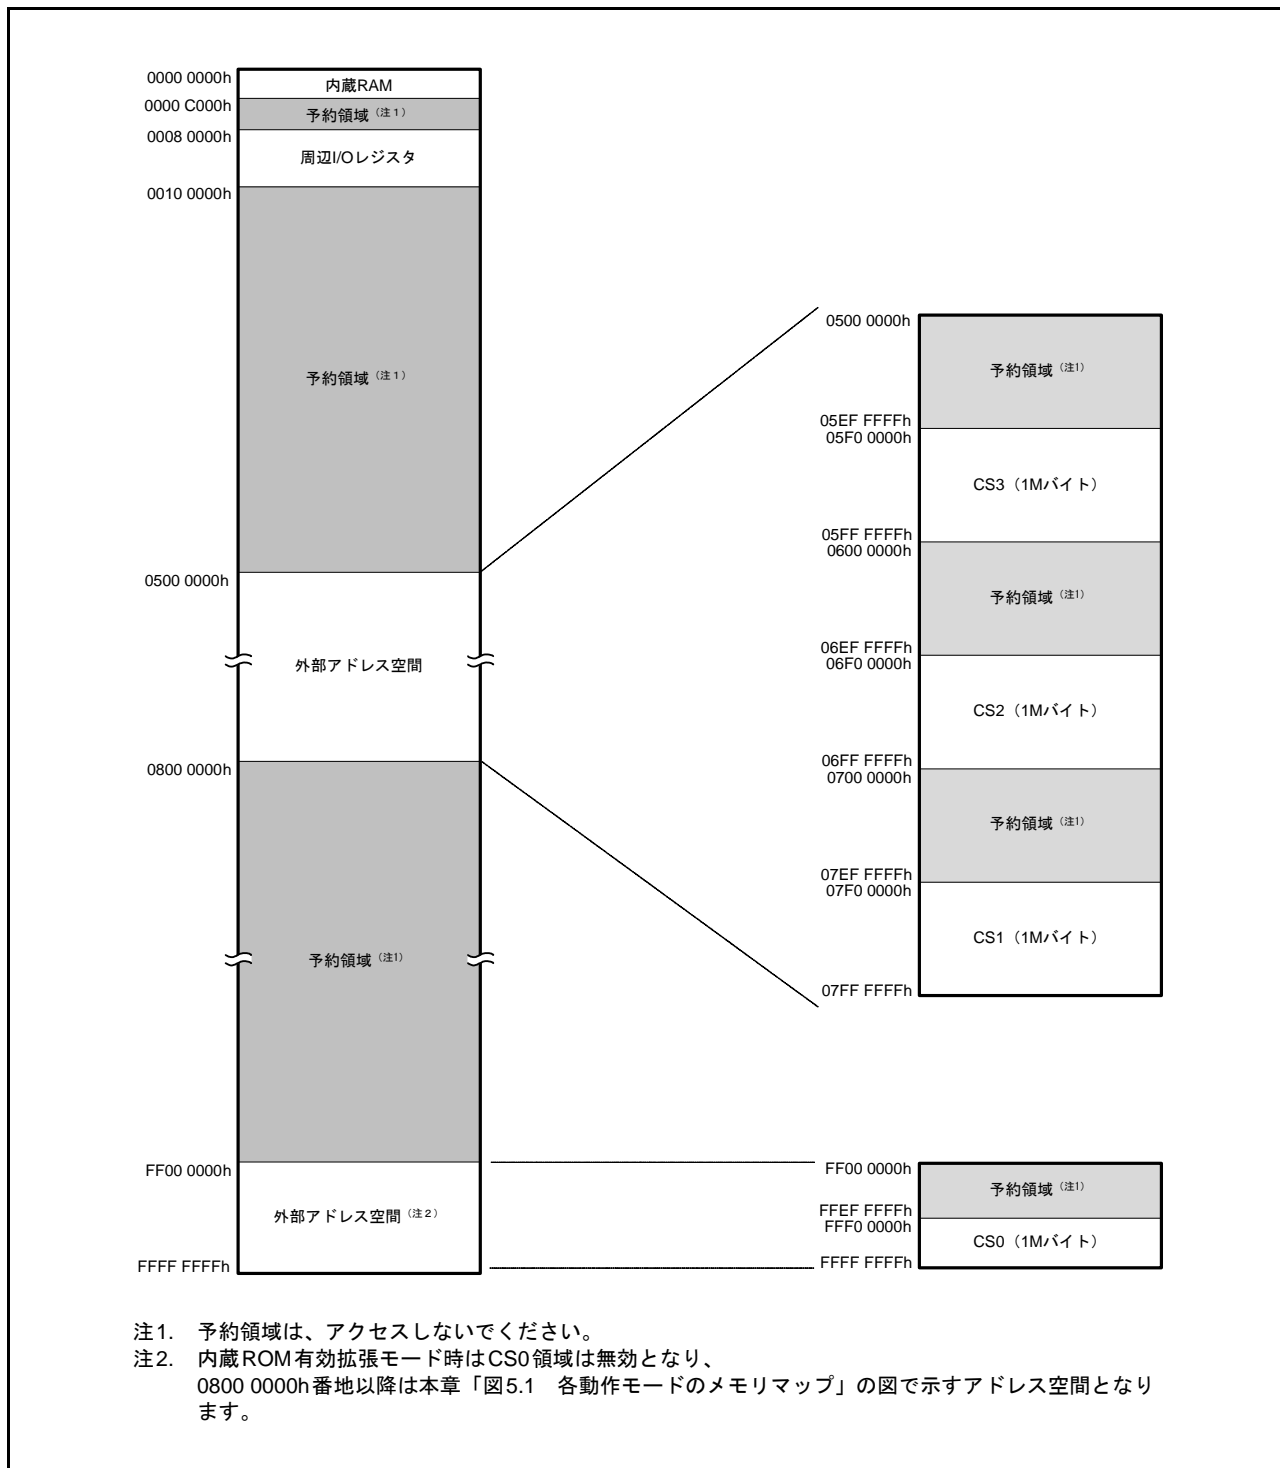 0000 0000h
内蔵RAM
0000 C000h
予約領域（注１）
0008 0000h
周辺I/Oレジスタ
0010 0000h
予約領域（注１）
0500 0000h
外部アドレス空間
0800 0000h
予約領域（注1）
FF00 0000h
外部アドレス空間（注２）
FFFF FFFFh
0500 0000h
予約領域（注1）
05EF FFFFh
05F0 0000h
CS3（1Mバイト）
05FF FFFFh
0600 0000h
予約領域（注1）
06EF FFFFh
06F0 0000h
CS2（1Mバイト）
06FF FFFFh
0700 0000h
予約領域（注1）
07EF FFFFh
07F0 0000h
CS1（1Mバイト）
07FF FFFFh
FF00 0000h
予約領域（注1）
FFEF FFFFh
FFF0 0000h
CS0（1Mバイト）
FFFF FFFFh
注1. 予約領域は、アクセスしないでください。
注2. 内蔵ROM有効拡張モード時はCS0領域は無効となり、
0800 0000h番地以降は本章「図5.1 各動作モードのメモリマップ」の図で示すアドレス空間となり
ます。